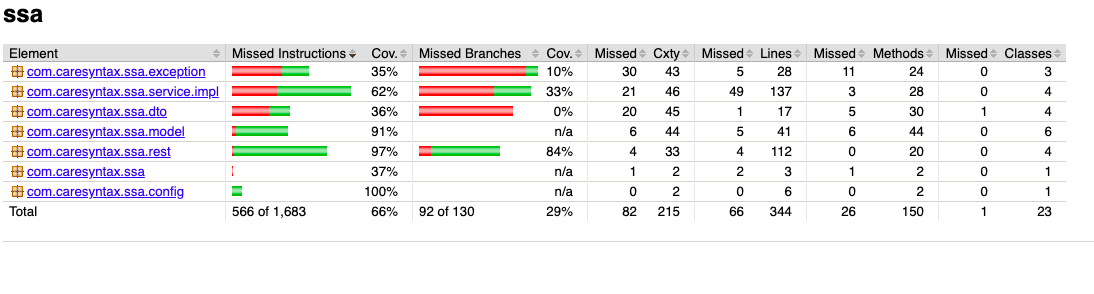 ssa
Element Missed Instructions Cov. Missed Branches Cov. Missed Cxty Missed Lines Missed Methods Missed Classes
com.caresyntax.ssa.exception 35% 10% 30 43 5 28 11 24 0 3
com.caresyntax.ssa.service.impl 62% 33% 21 46 49 137 3 28 0 4
com.caresyntax.ssa.dto 36% 0% 20 45 1 17 5 30 1 4
com.caresyntax.ssa.model 91% n/a 6 44 5 41 6 44 0 6
com.caresyntax.ssa.rest 97% 84% 4 33 4 112 0 20 0 4
com.caresyntax.ssa 37% n/a 1 2 2 3 1 2 0 1
com.caresyntax.ssa.config 100% n/a 0 2 0 6 0 2 0 1
Total 566 of 1,683 66% 92 of 130 29% 82 215 66 344 26 150 1 23